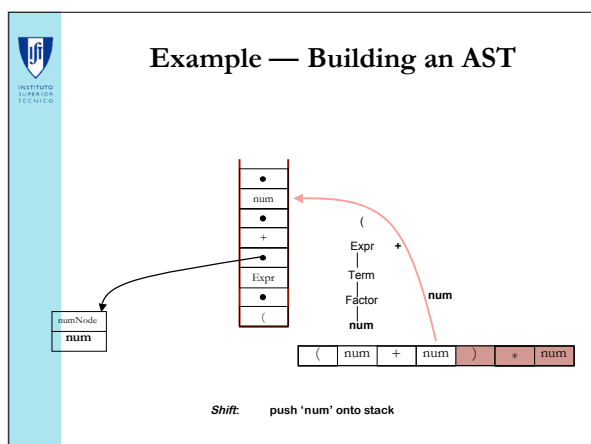 Example — Building an AST
INSTITUTO
SUPERIOR
TÉCNICO
num
+
Expr
(
(
Expr +
Term
Factor
num
num
numNode
num
( num + num ) * num
Shift: push ‘num’ onto stack